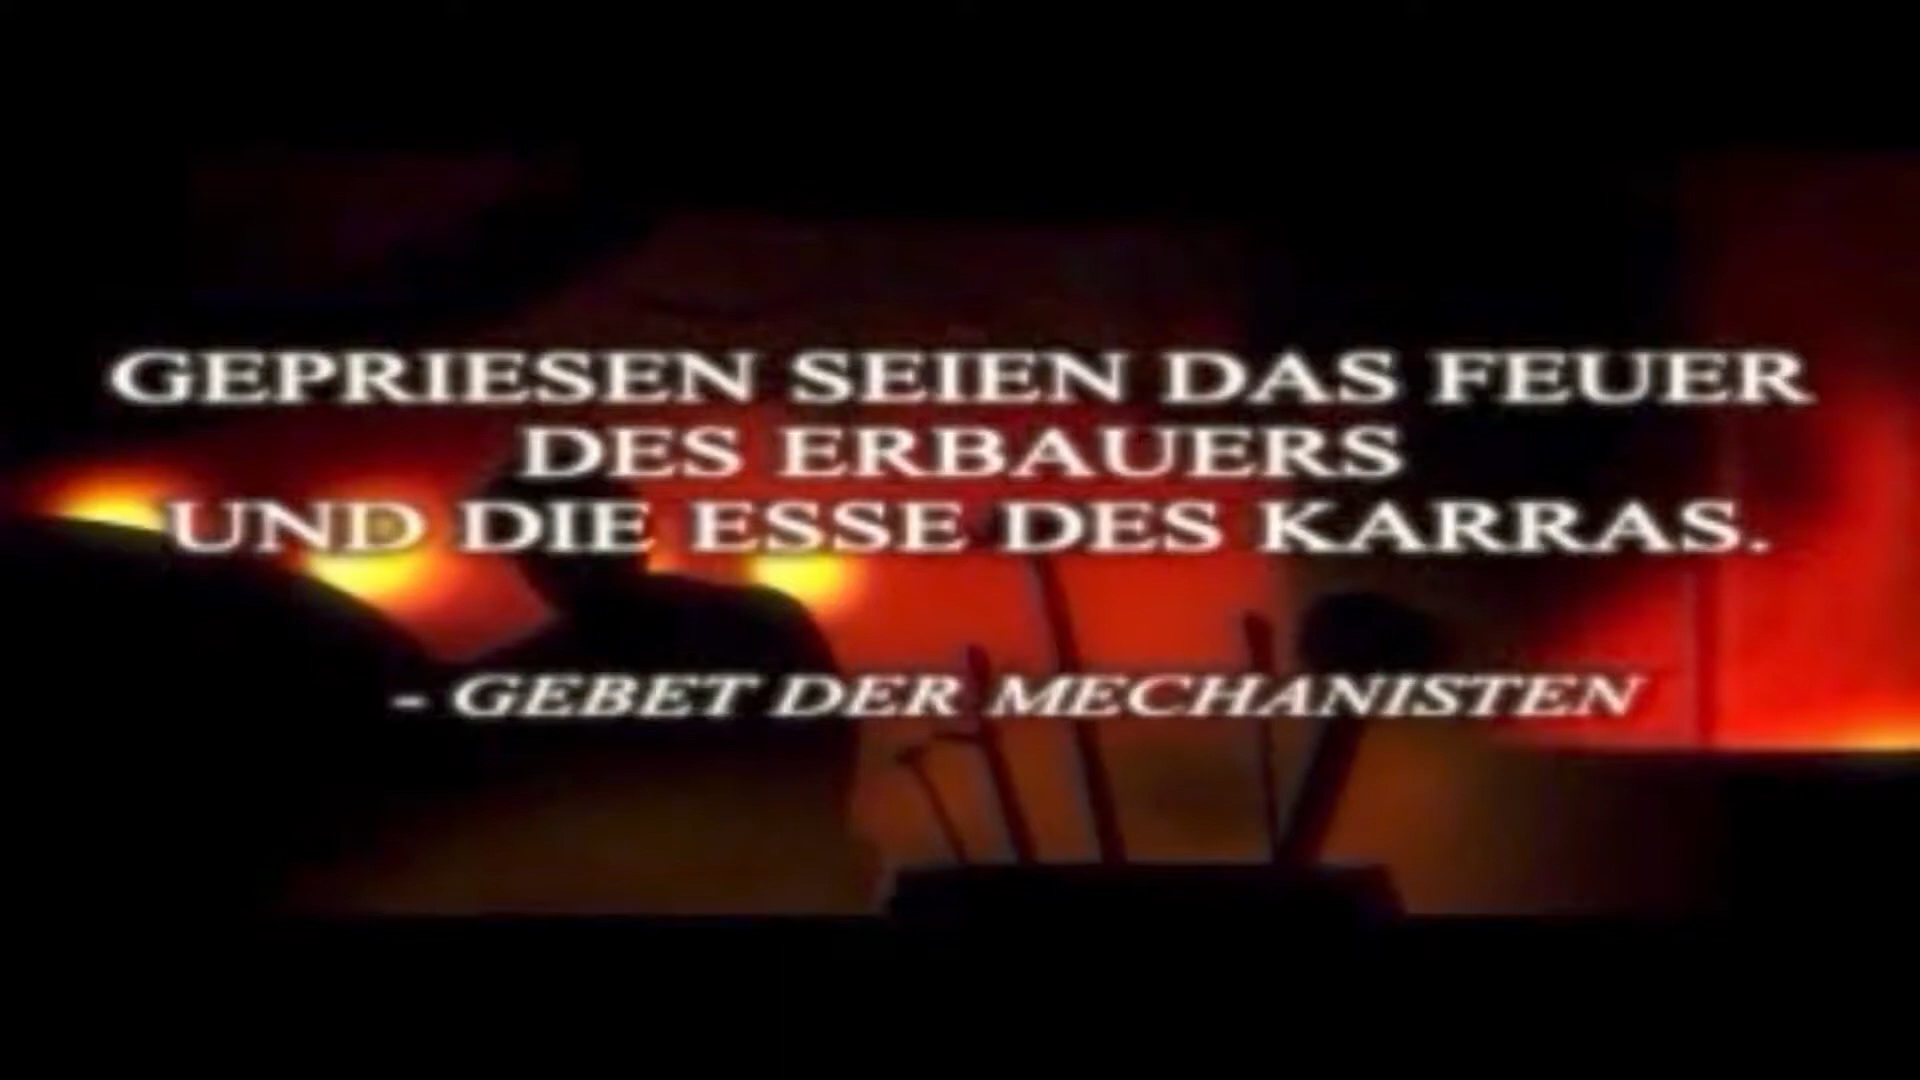 GEPRIESEN SEIEN DAS FEUER
DES ERBAUERS
UND DIE ESSE DES KARRAS.
- GEBET DER MECHANISTEN